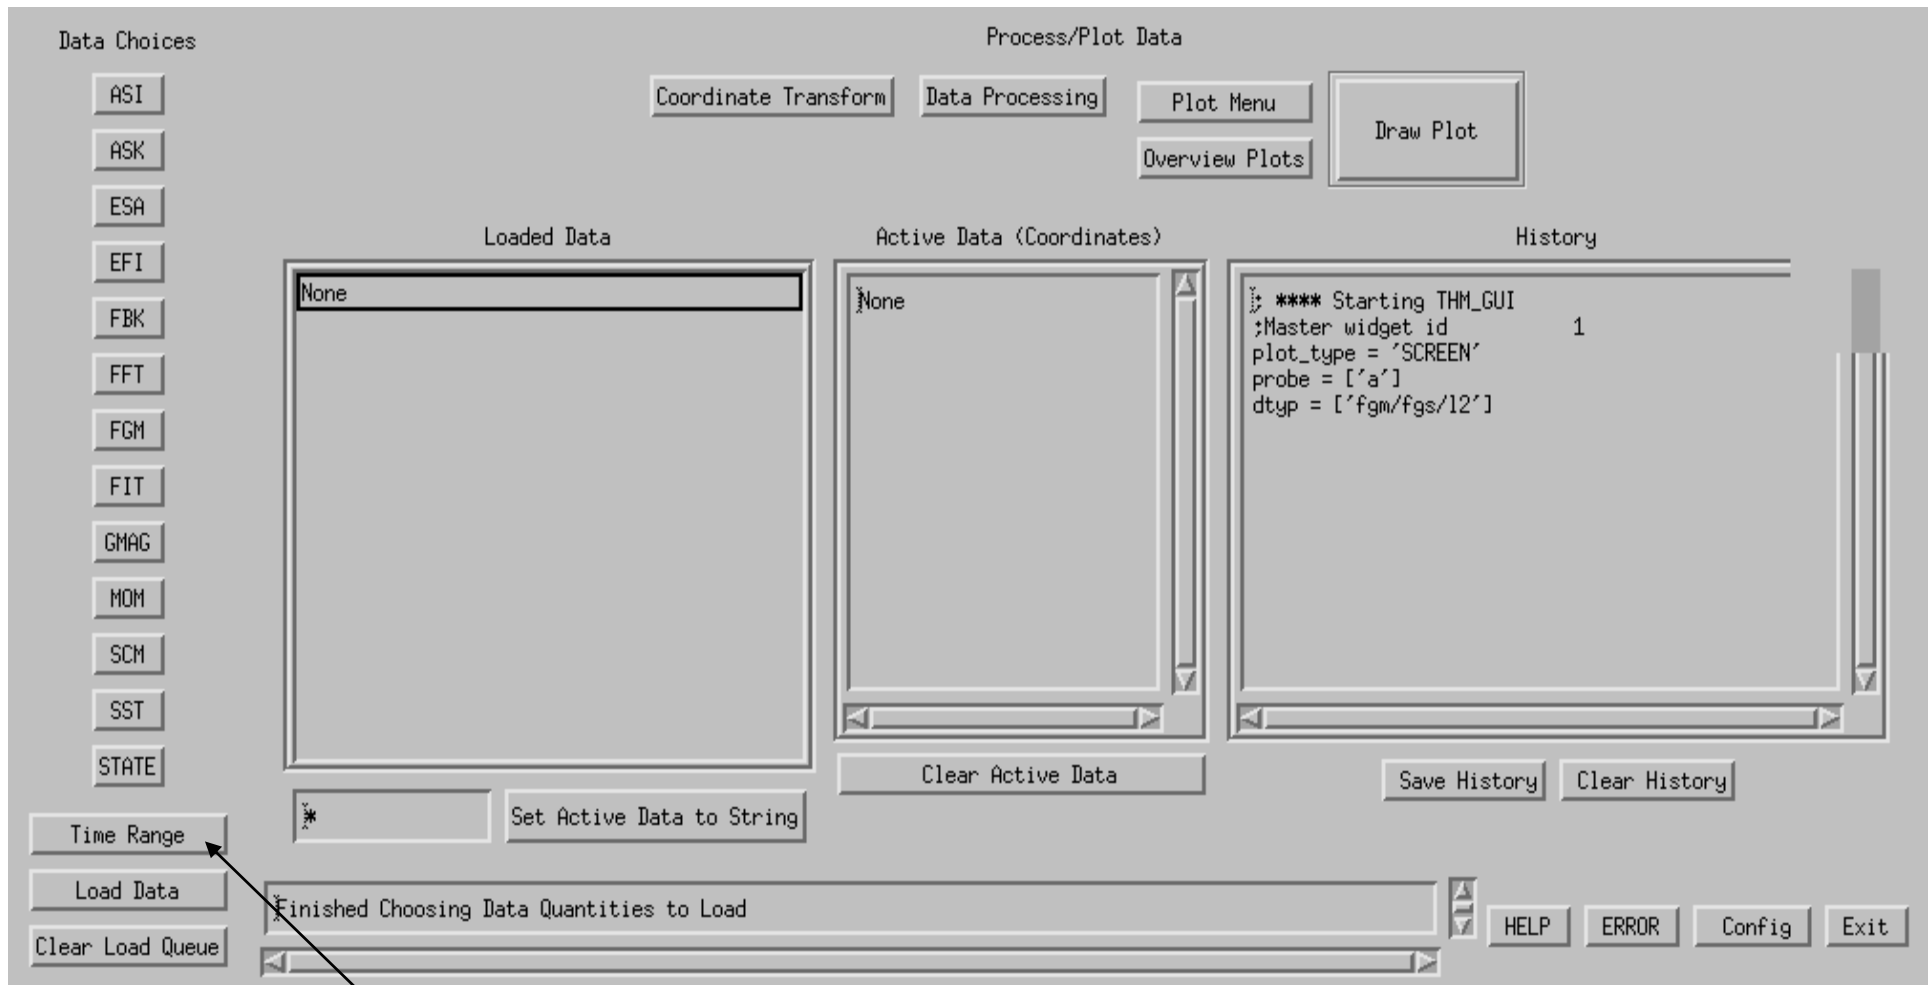 Data Choices
ASI
ASK
ESA
EFI
FBK
FFT
FGM
FIT
GMAG
MOM
SCM
SST
STATE
Time Range
Load Data
Clear Load Queue
Process/Plot Data
Coordinate Transform
Data Processing
Plot Menu
Overview Plots
Draw Plot
Loaded Data
None
*
Set Active Data to String
Active Data (Coordinates)
None
Clear Active Data
History
; **** Starting THM_GUI
;Master widget id 1
plot_type = 'SCREEN'
probe = ['a']
dtyp = ['fgm/fgs/l2']
Save History
Clear History
Finished Choosing Data Quantities to Load
HELP
ERROR
Config
Exit